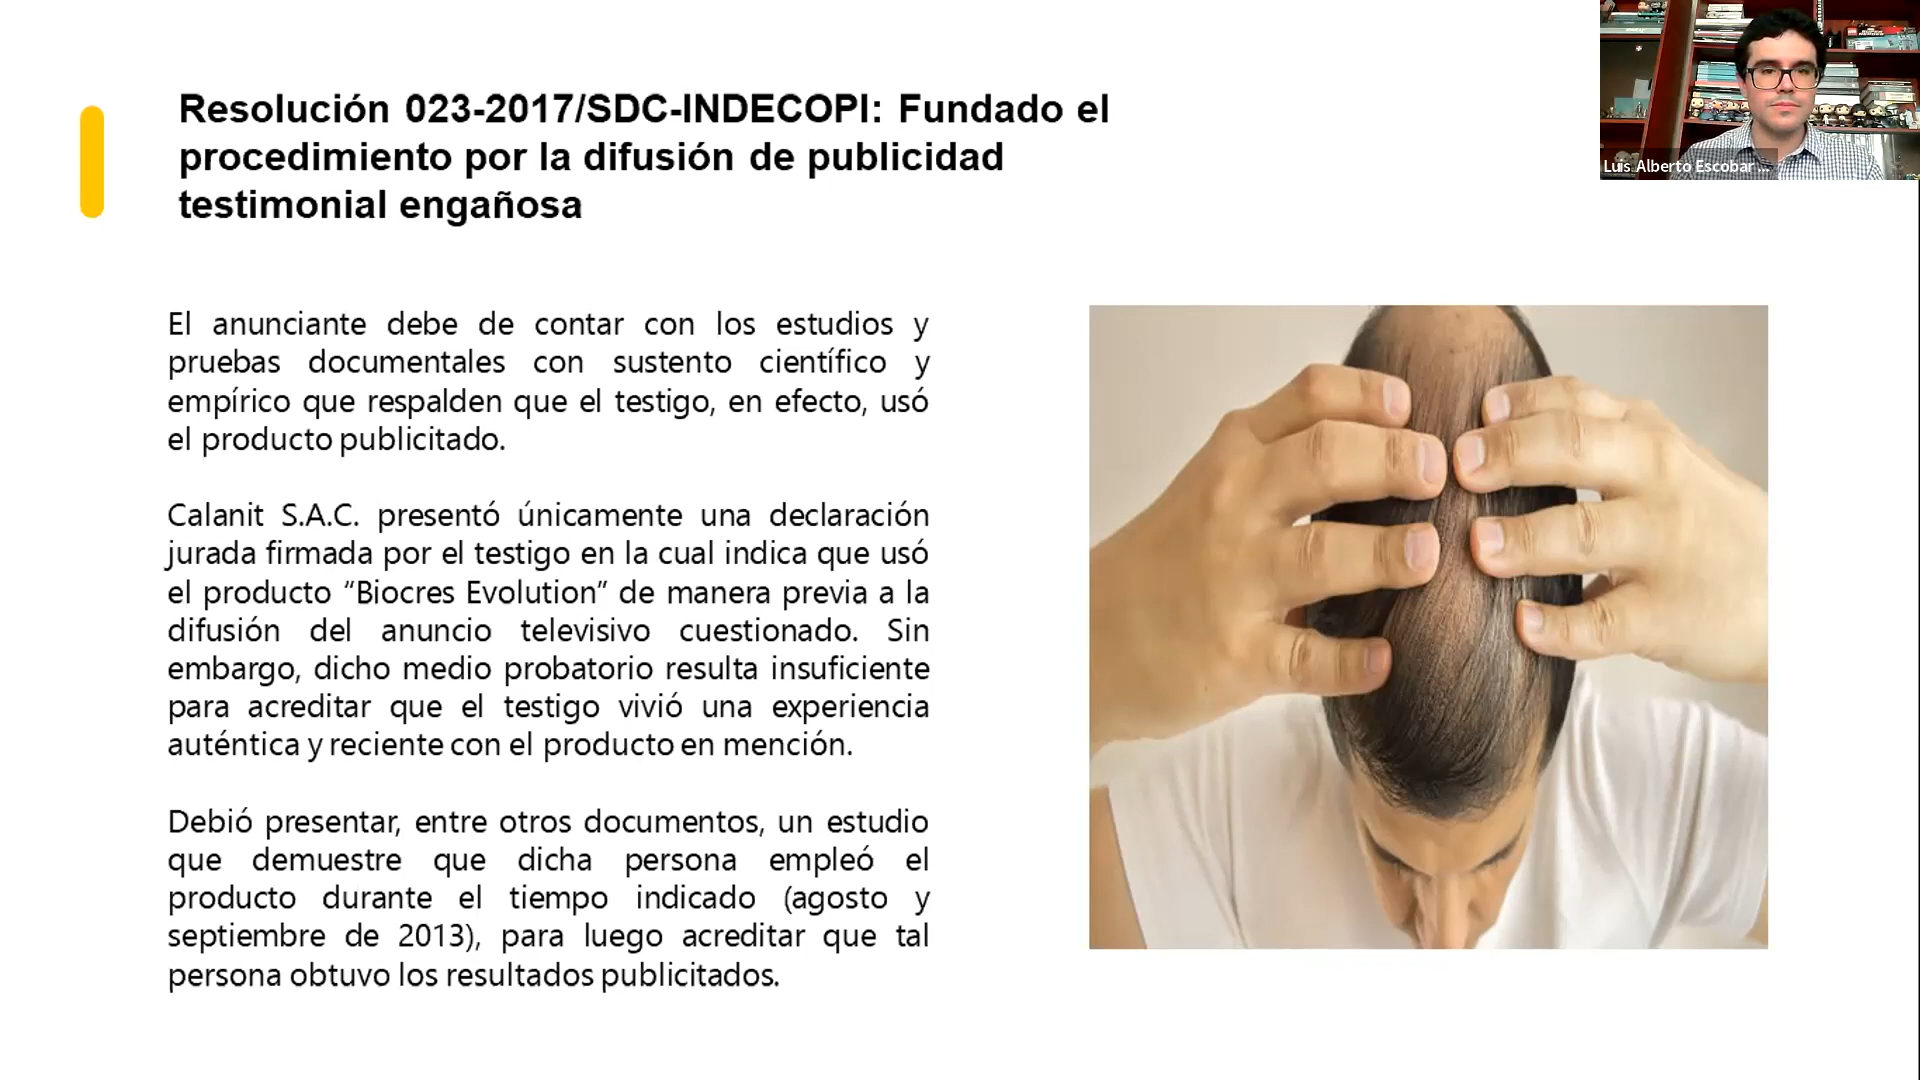 Resolución 023-2017/SDC-INDECOPI: Fundado el
procedimiento por la difusión de publicidad
testimonial engañosa
Luis Alberto Escobar ...
El anunciante debe de contar con los estudios y
pruebas documentales con sustento científico y
empírico que respalden que el testigo, en efecto, usó
el producto publicitado.
Calanit S.A.C. presentó únicamente una declaración
jurada firmada por el testigo en la cual indica que usó
el producto “Biocres Evolution” de manera previa a la
difusión del anuncio televisivo cuestionado. Sin
embargo, dicho medio probatorio resulta insuficiente
para acreditar que el testigo vivió una experiencia
auténtica y reciente con el producto en mención.
Debió presentar, entre otros documentos, un estudio
que demuestre que dicha persona empleó el
producto durante el tiempo indicado (agosto y
septiembre de 2013), para luego acreditar que tal
persona obtuvo los resultados publicitados.